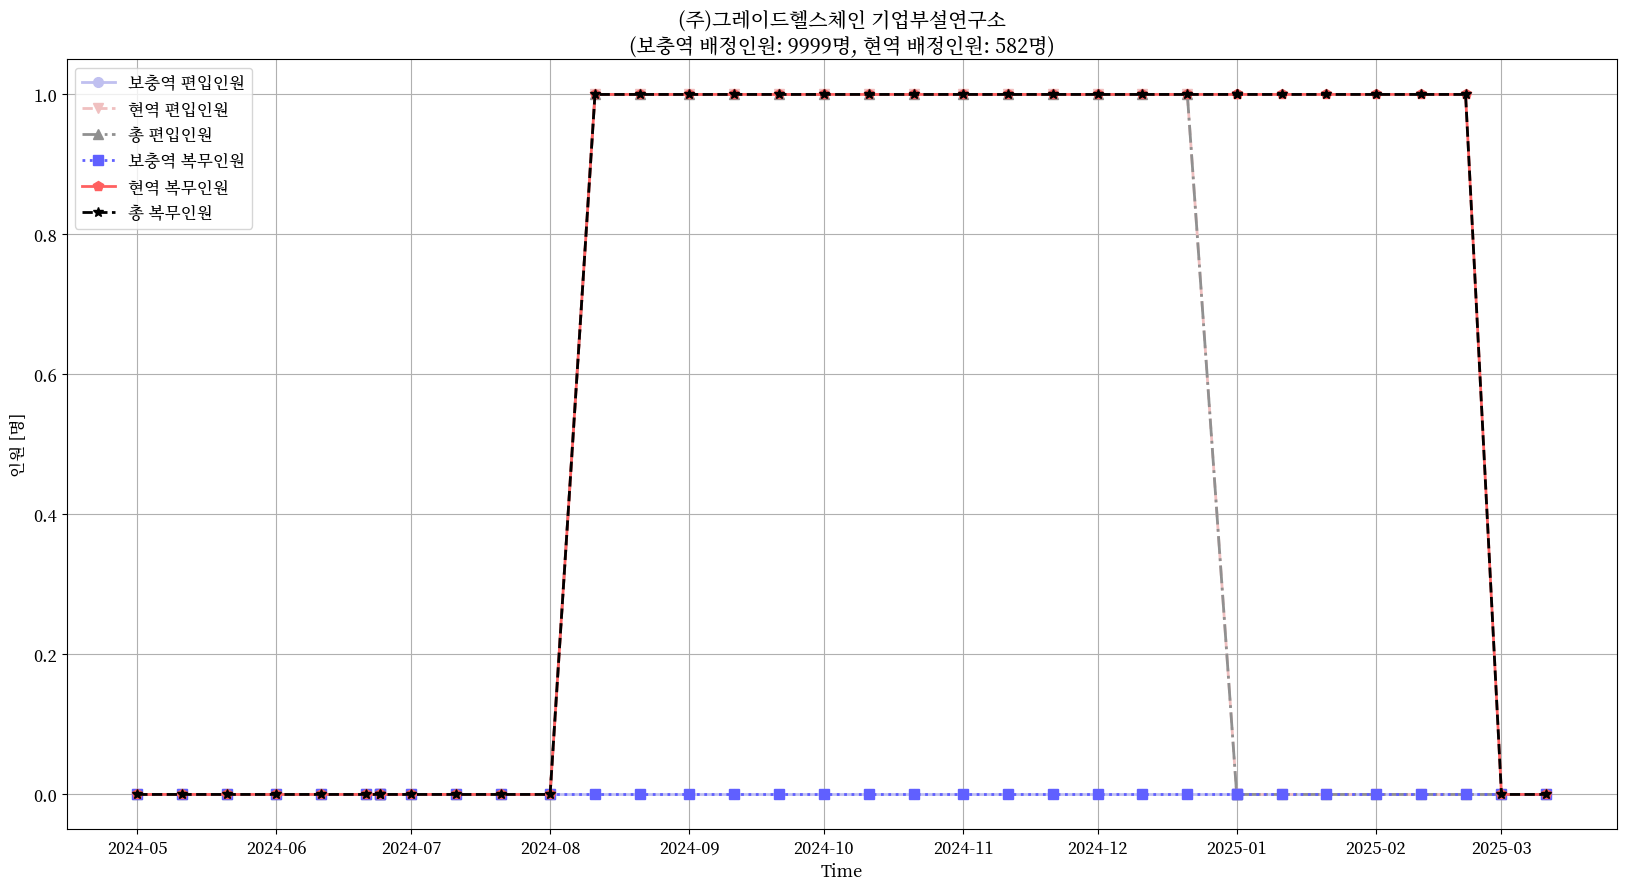 (주)그레이드헬스체인 기업부설연구소
(보충역 배정인원: 9999명, 현역 배정인원: 582명)
보충역 편입인원
현역 편입인원
총 편입인원
보충역 복무인원
현역 복무인원
총 복무인원
1.0
0.8
0.6
0.4
0.2
0.0
인원 [명]
2024-05 2024-06 2024-07 2024-08 2024-09 2024-10 2024-11 2024-12 2025-01 2025-02 2025-03
Time